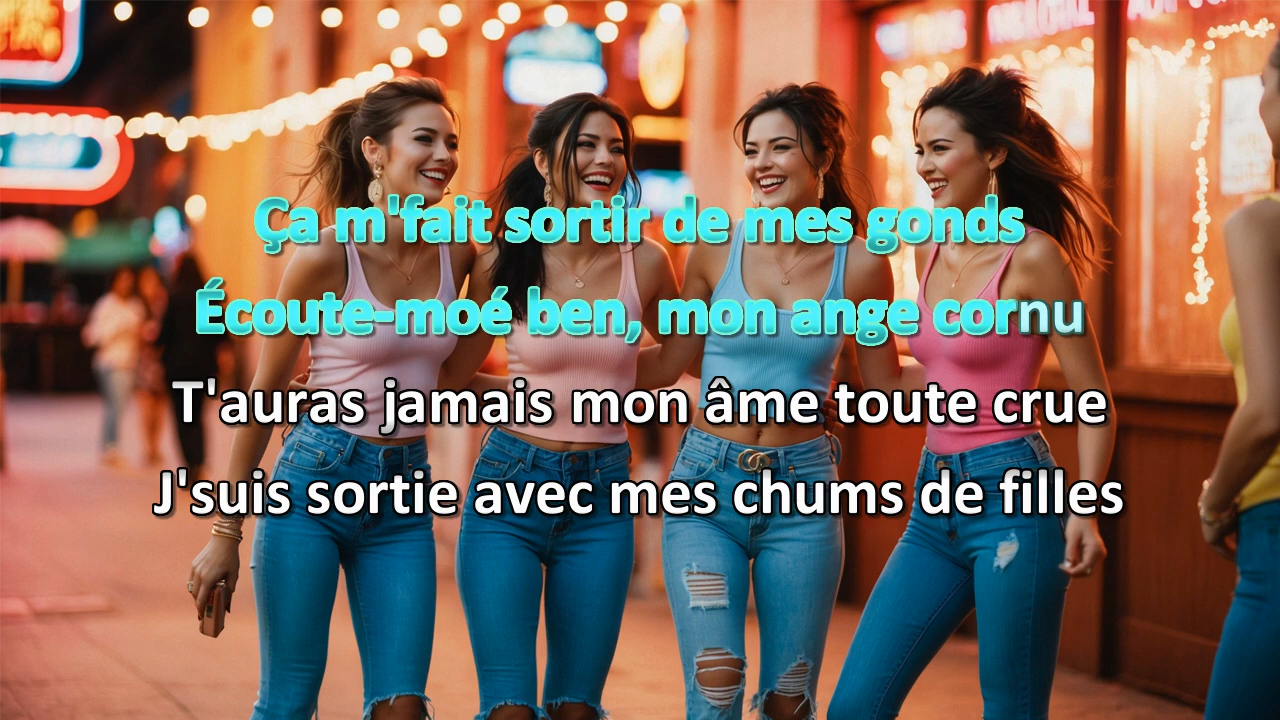 Ça m'fait sortir de mes gonds
Écoute-moé ben, mon ange cornu
T'auras jamais mon âme toute crue
J'suis sortie avec mes chums de filles